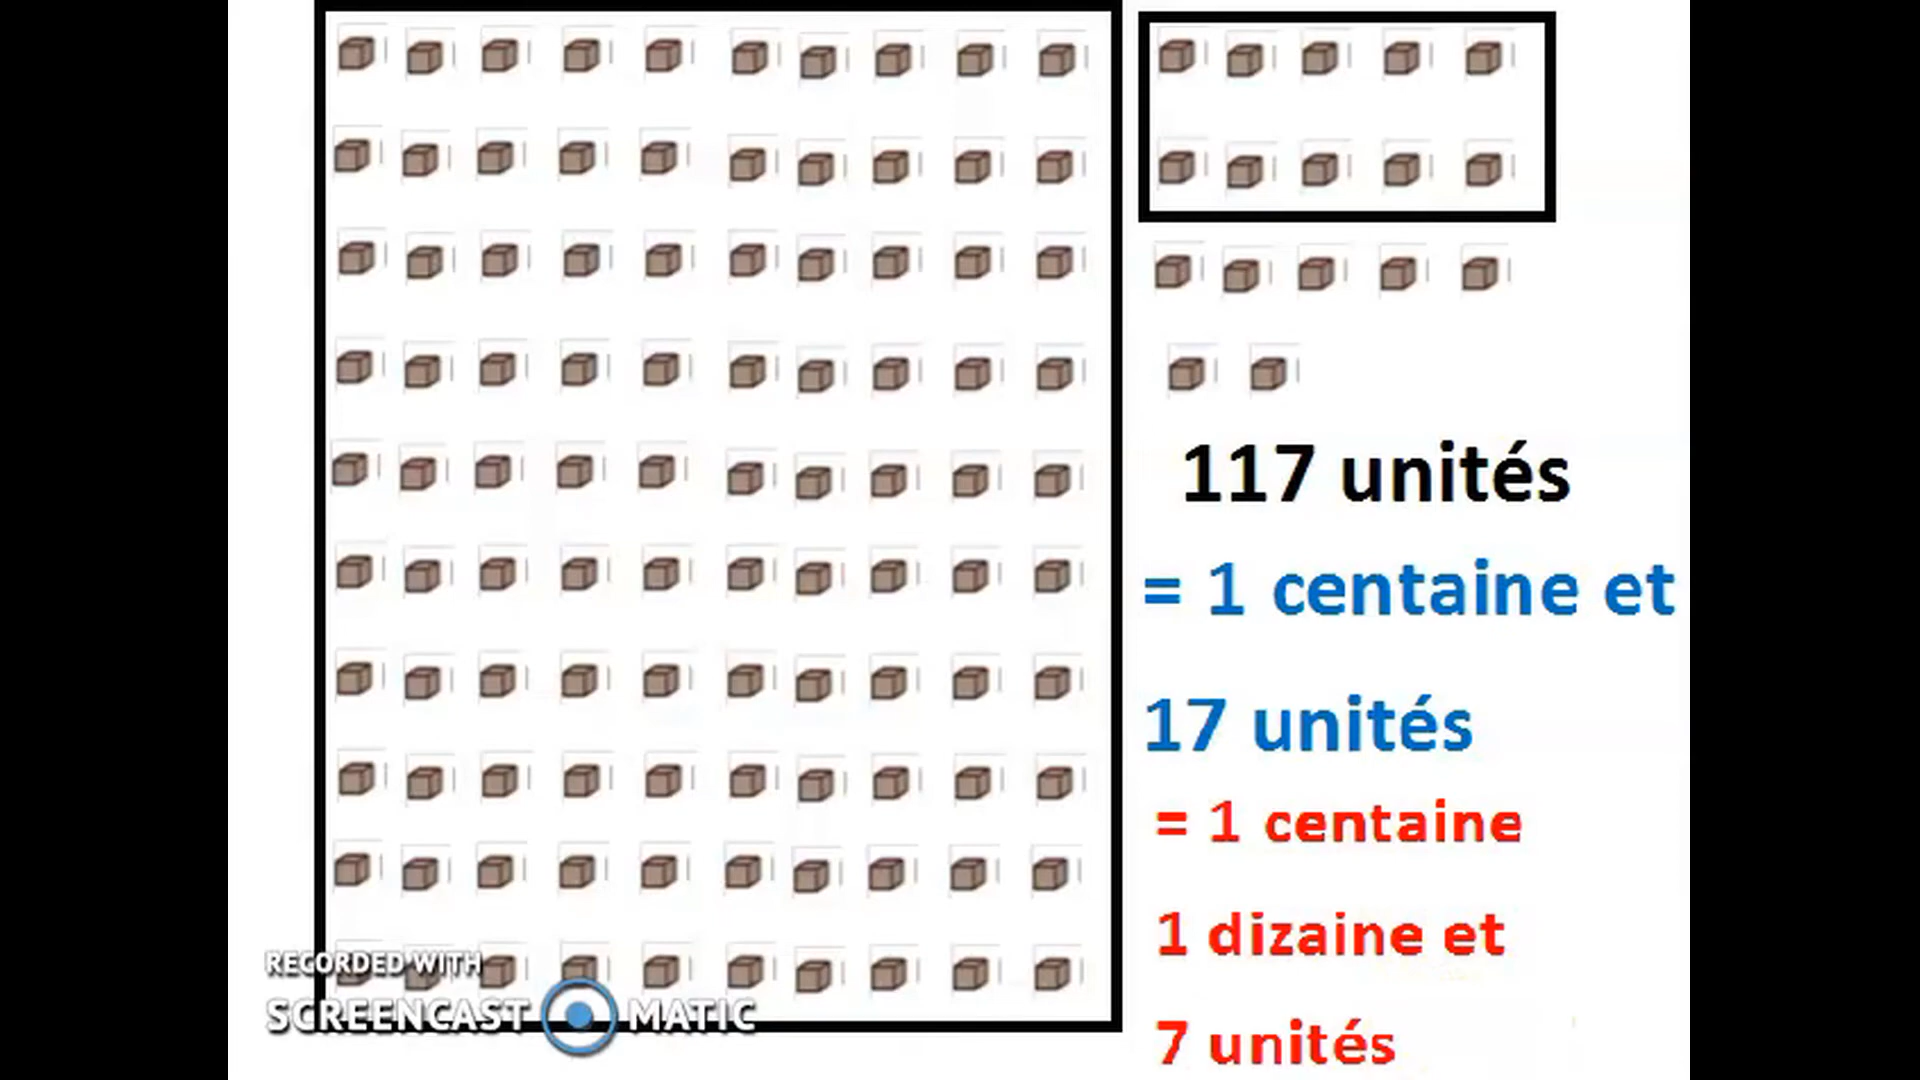 117 unités
= 1 centaine et
17 unités
= 1 centaine
1 dizaine et
7 unités
RECORDED WITH
SCREENCAST MATIC